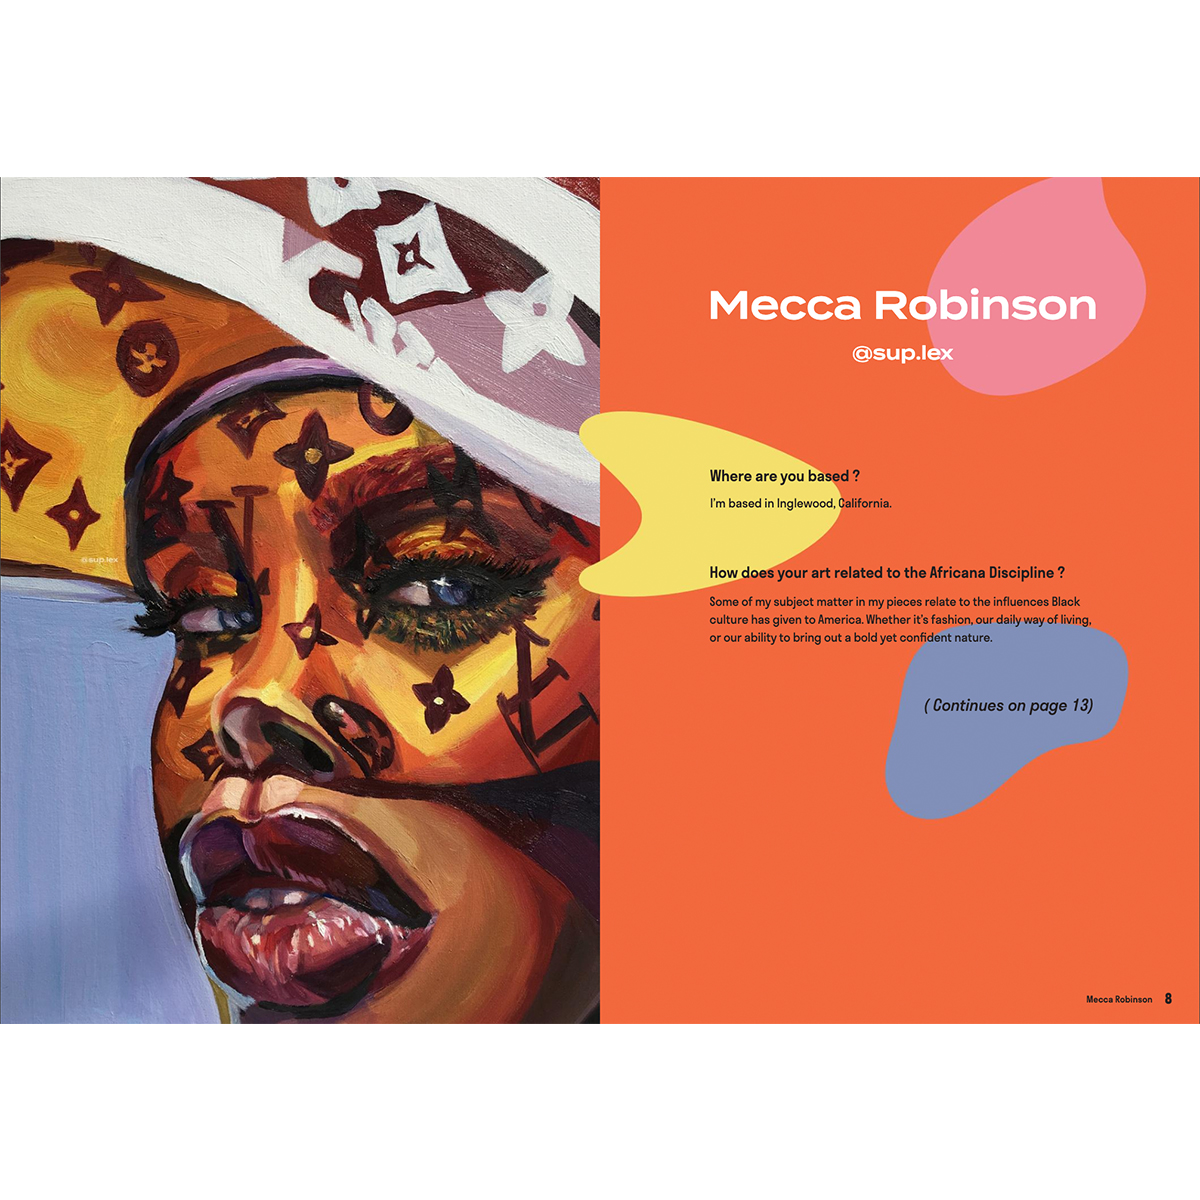 @sup.lex
Mecca Robinson
@sup.lex
Where are you based ?
I'm based in Inglewood, California.
How does your art related to the Africana Discipline ?
Some of my subject matter in my pieces relate to the influences Black
culture has given to America. Whether it's fashion, our daily way of living,
or our ability to bring out a bold yet confident nature.
( Continues on page 13)
Mecca Robinson 8